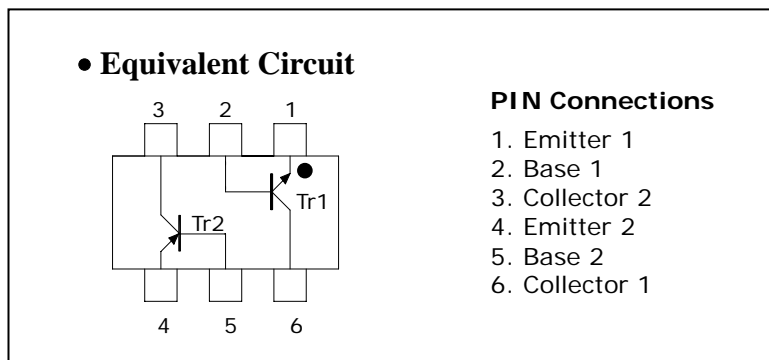 • Equivalent Circuit
3 2 1
Tr1
Tr2
4 5 6
PIN Connections
1. Emitter 1
2. Base 1
3. Collector 2
4. Emitter 2
5. Base 2
6. Collector 1